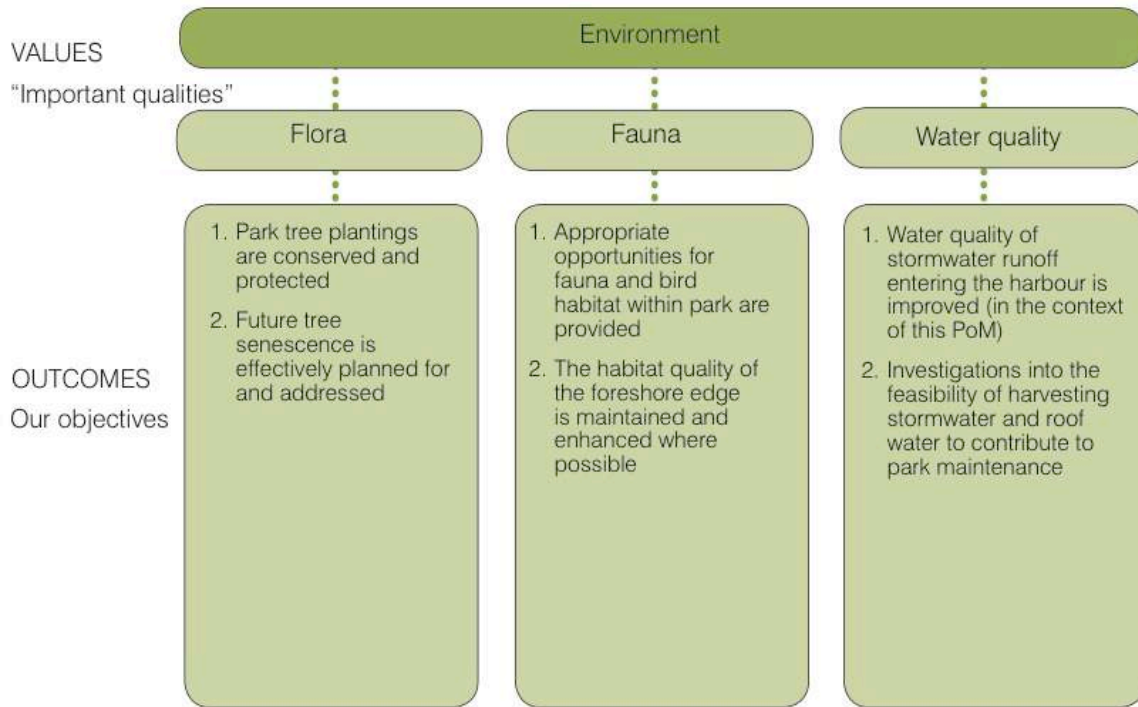 VALUES
“Important qualities”
Environment
Flora
Fauna
Water quality
OUTCOMES
Our objectives
1. Park tree plantings
are conserved and
protected
2. Future tree
senescence is
effectively planned for
and addressed
1. Appropriate
opportunities for
fauna and bird
habitat within park are
provided
2. The habitat quality of
the foreshore edge
is maintained and
enhanced where
possible
1. Water quality of
stormwater runoff
entering the harbour is
improved (in the context
of this PoM)
2. Investigations into the
feasibility of harvesting
stormwater and roof
water to contribute to
park maintenance